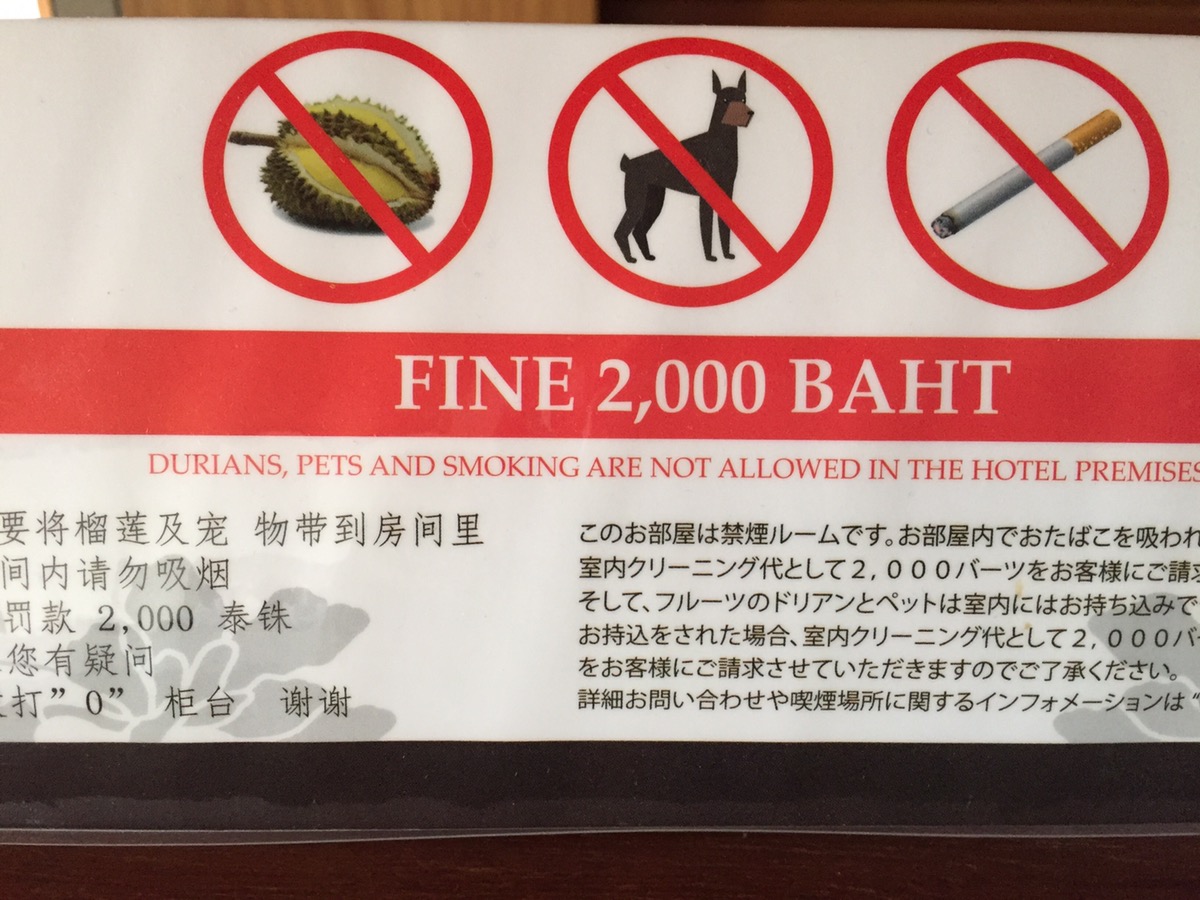 FINE 2,000 BAHT
DURIANS, PETS AND SMOKING ARE NOT ALLOWED IN THE HOTEL PREMISES
要将榴莲及宠 物带到房间里
间内请勿吸烟
罚款 2,000 泰铢
您有疑问
打"0" 柜台 谢谢
このお部屋は禁煙ルームです。お部屋内でおたばこを吸われ
室内クリーニング代として２,０００バーツをお客様にご請求
そして、フルーツのドリアンとペットは室内にはお持ち込みで
お持込をされた場合、室内クリーニング代として２,０００バー
をお客様にご請求させていただきますのでご了承ください。
詳細お問い合わせや喫煙場所に関するインフォメーションは"